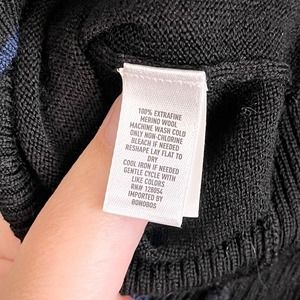 100% EXTRAFINE
MERINO WOOL
MACHINE WASH COLD
ONLY NON-CHLORINE
BLEACH IF NEEDED
RESHAPE LAY FLAT TO
DRY
COOL IRON IF NEEDED
GENTLE CYCLE WITH
LIKE COLORS
RN# 128054
IMPORTED BY
BONOBOS